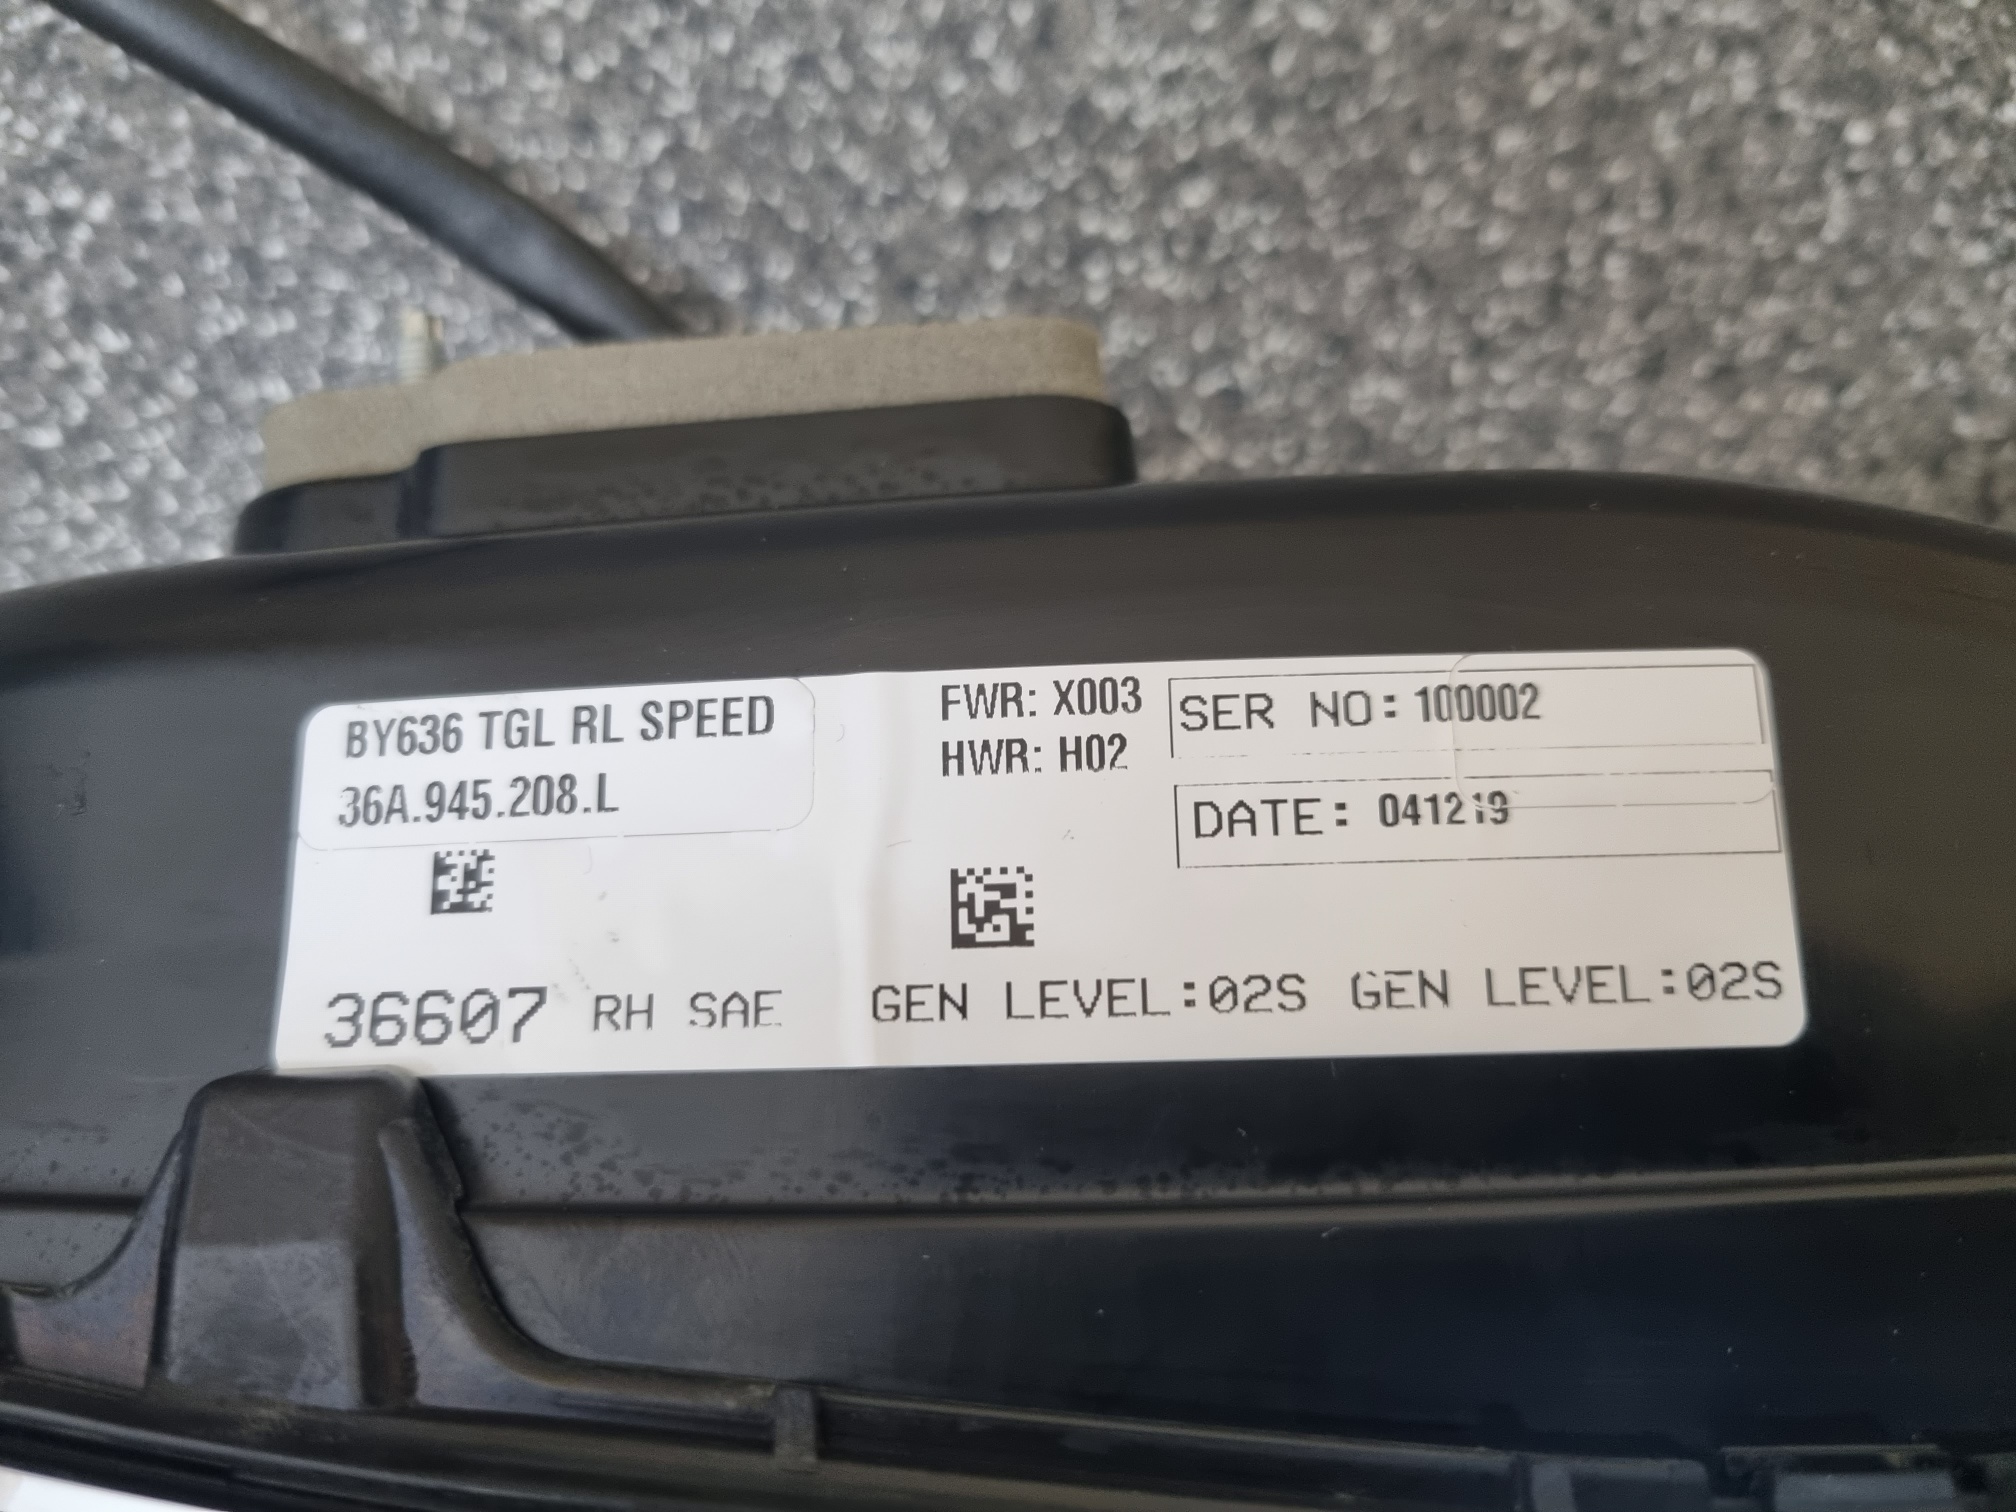 BY636 TGL RL SPEED
36A.945.208.L
FWR: X003
HWR: H02
SER NO: 100002
DATE: 041219
36607 RH SAE GEN LEVEL:02S GEN LEVEL:02S